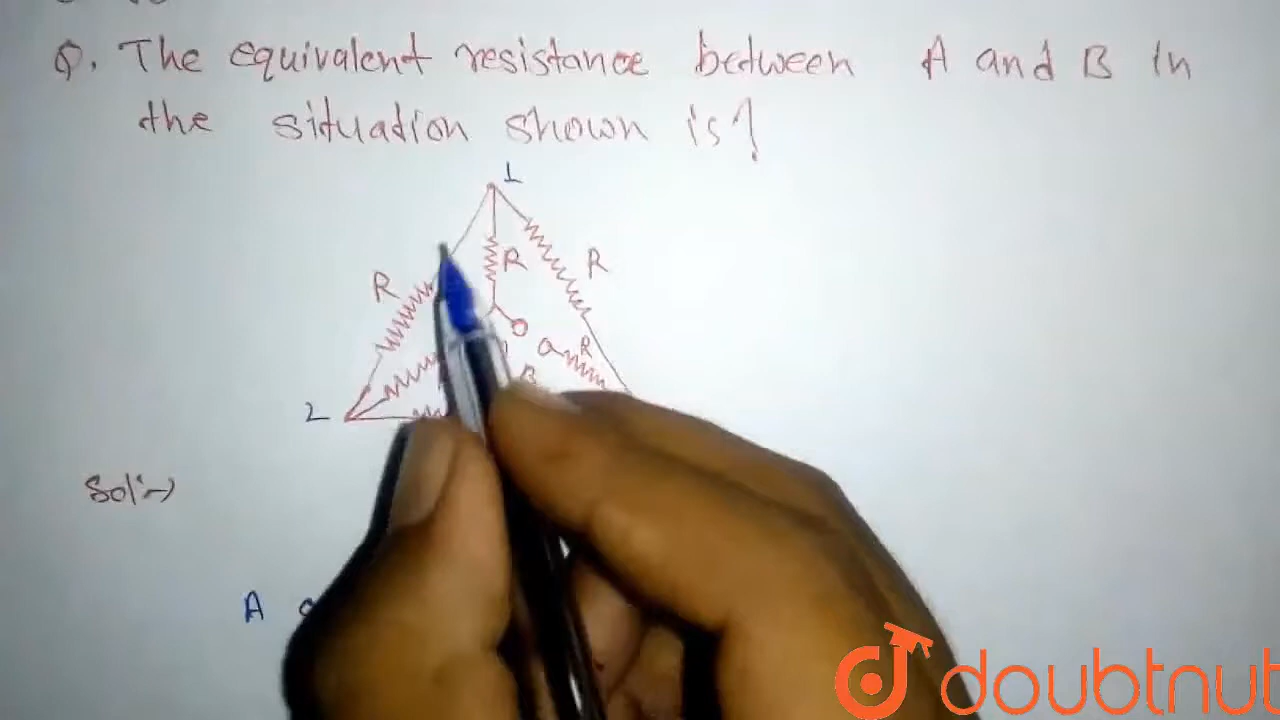 Q. The equivalent resistance between A and B in
the situation shown is?
1
R
R
R
R
B
2
Sol:→
A
doubtnut